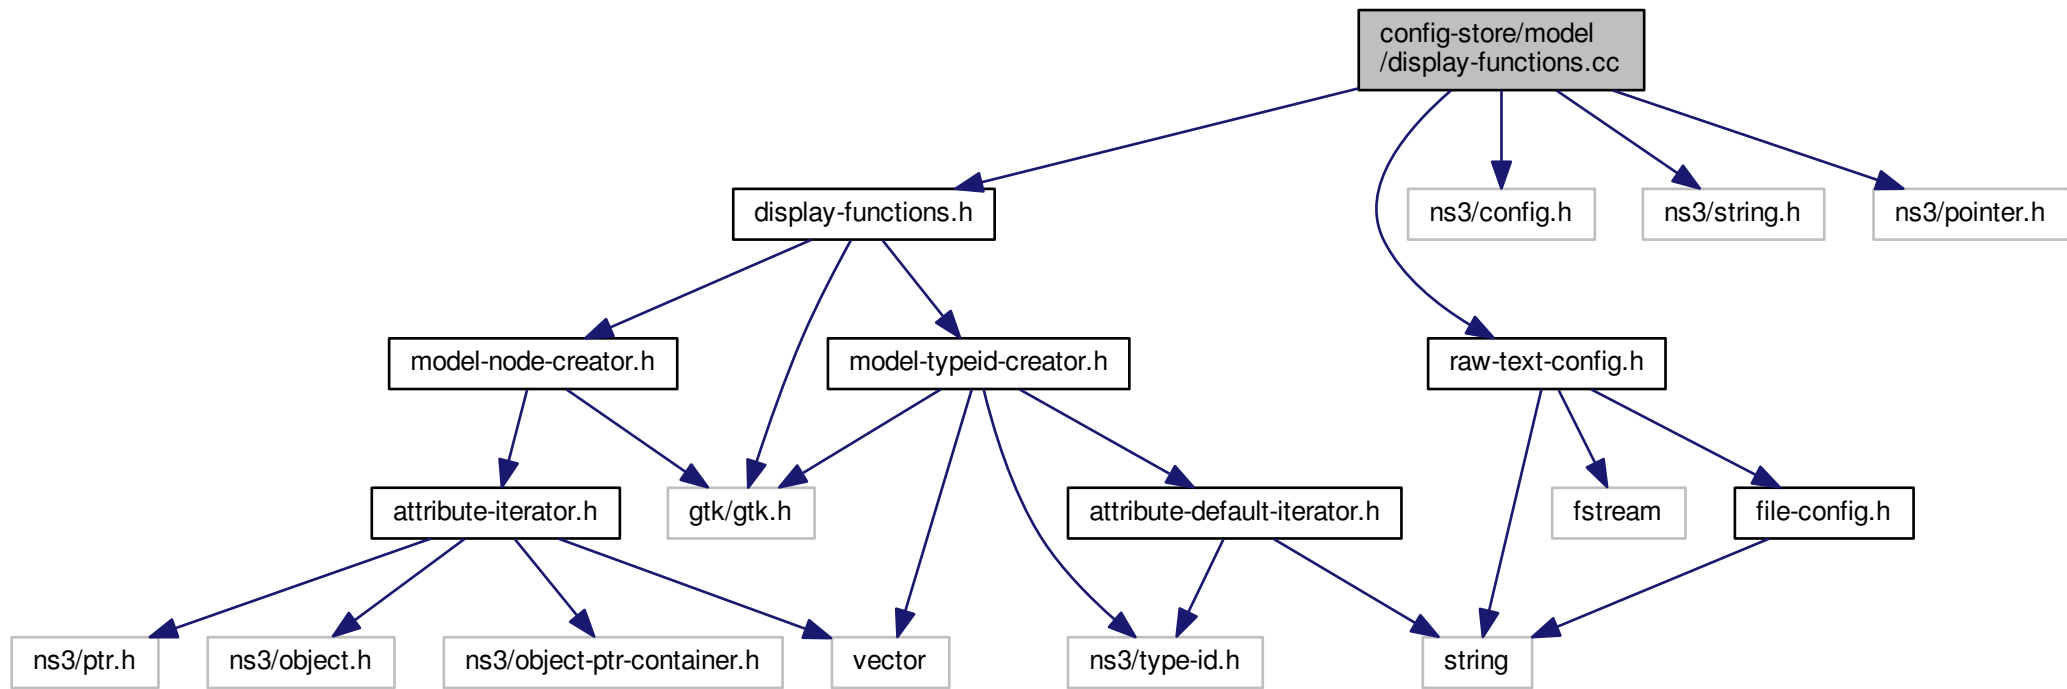 config-store/model
/display-functions.cc
display-functions.h
ns3/config.h
ns3/string.h
ns3/pointer.h
model-node-creator.h
model-typeid-creator.h
raw-text-config.h
attribute-iterator.h
gtk/gtk.h
attribute-default-iterator.h
fstream
file-config.h
ns3/ptr.h
ns3/object.h
ns3/object-ptr-container.h
vector
ns3/type-id.h
string